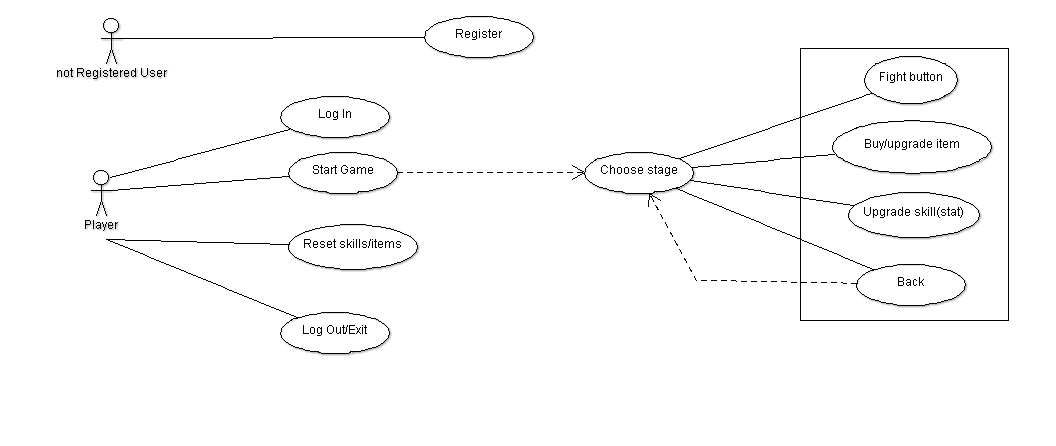 Register
not Registered User
Log In
Start Game
Player
Reset skills/items
Log Out/Exit
Choose stage
Fight button
Buy/upgrade item
Upgrade skill(stat)
Back